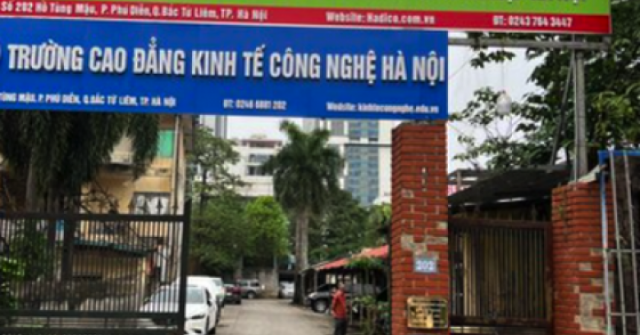 Số 202 Hồ Tùng Mậu, P. Phú Diễn, Q.Bắc Từ Liêm, TP. Hà Nội
Website: Hadico.com.vn
ĐT: 0243 764 3447
TRƯỜNG CAO ĐẲNG KINH TẾ CÔNG NGHỆ HÀ NỘI
TÙNG MẬU, P. PHÚ DIỄN, Q.BẮC TỪ LIÊM, TP. HÀ NỘI
ĐT: 0246 6881 202
Website: kinhtecongnghe.edu.vn
202